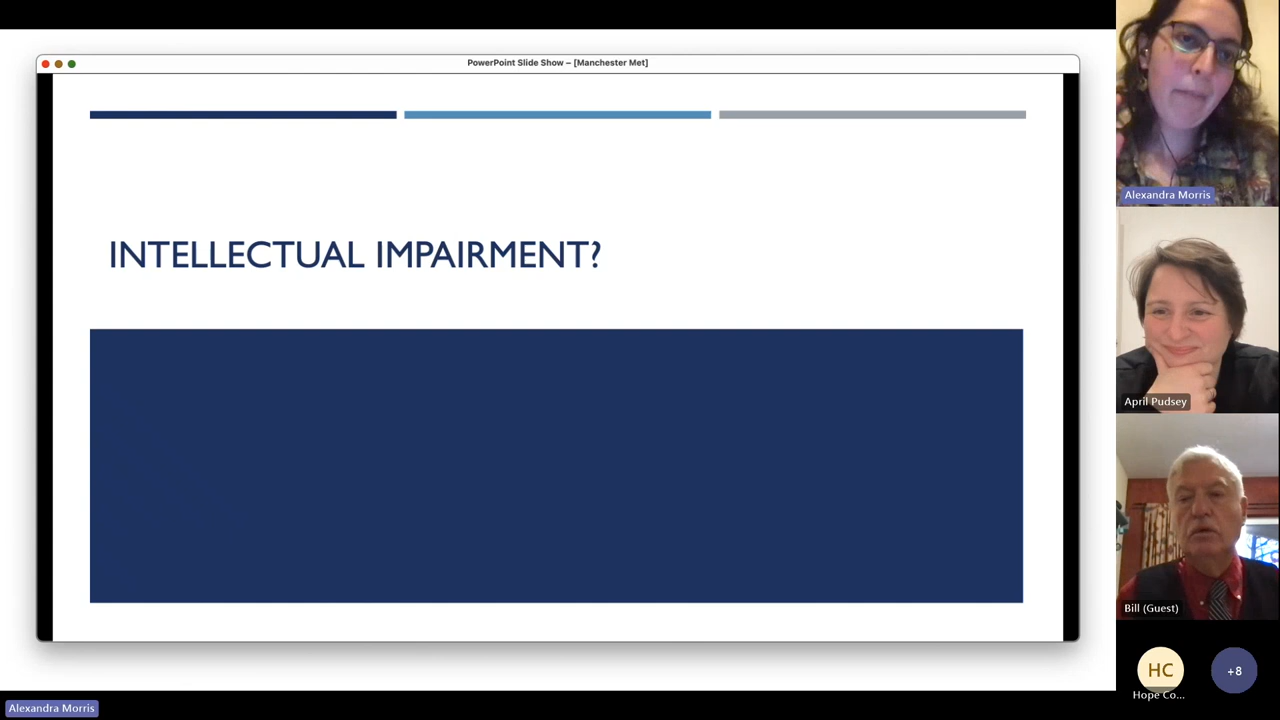 PowerPoint Slide Show – [Manchester Met]
INTELLECTUAL IMPAIRMENT?
Alexandra Morris
April Pudsey
Bill (Guest)
HC
Hope Co...
+8
Alexandra Morris